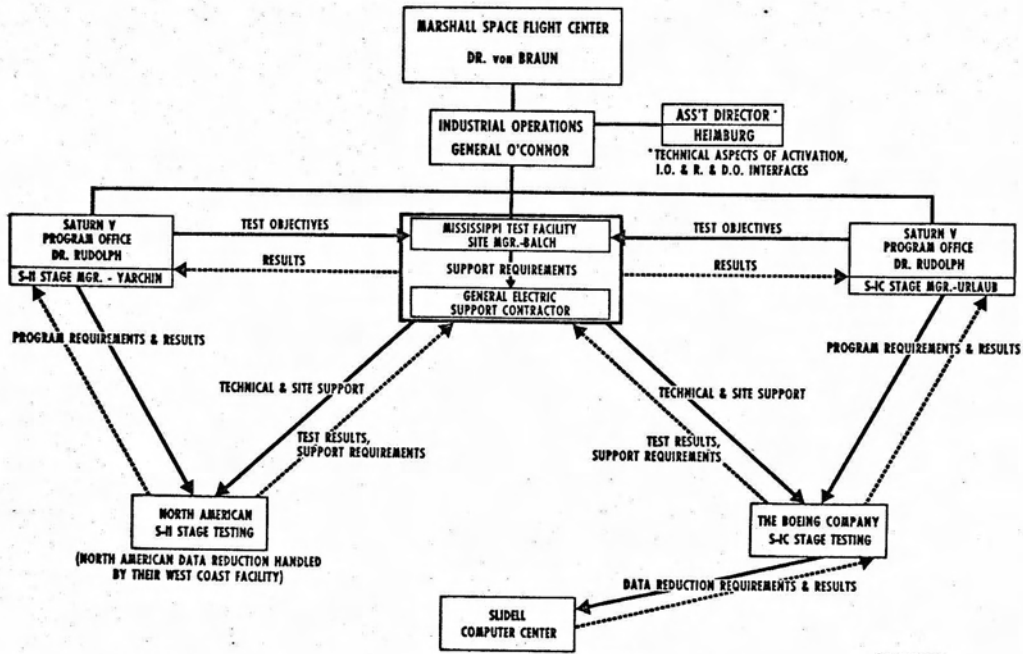 MARSHALL SPACE FLIGHT CENTER
DR. von BRAUN
INDUSTRIAL OPERATIONS
GENERAL O'CONNOR
ASS'T DIRECTOR*
HEIMBURG
*TECHNICAL ASPECTS OF ACTIVATION,
I.O. & R. & D.O. INTERFACES
SATURN V
PROGRAM OFFICE
DR. RUDOLPH
S-II STAGE MGR. - YARCHIN
TEST OBJECTIVES
RESULTS
MISSISSIPPI TEST FACILITY
SITE MGR.-BALCH
SUPPORT REQUIREMENTS
GENERAL ELECTRIC
SUPPORT CONTRACTOR
TEST OBJECTIVES
RESULTS
SATURN V
PROGRAM OFFICE
DR. RUDOLPH
S-IC STAGE MGR.-URLAUB
PROGRAM REQUIREMENTS & RESULTS
TECHNICAL & SITE SUPPORT
TEST RESULTS,
SUPPORT REQUIREMENTS
TECHNICAL & SITE SUPPORT
TEST RESULTS,
SUPPORT REQUIREMENTS
PROGRAM REQUIREMENTS & RESULTS
NORTH AMERICAN
S-II STAGE TESTING
(NORTH AMERICAN DATA REDUCTION HANDLED
BY THEIR WEST COAST FACILITY)
THE BOEING COMPANY
S-IC STAGE TESTING
DATA REDUCTION REQUIREMENTS & RESULTS
SLIDELL
COMPUTER CENTER